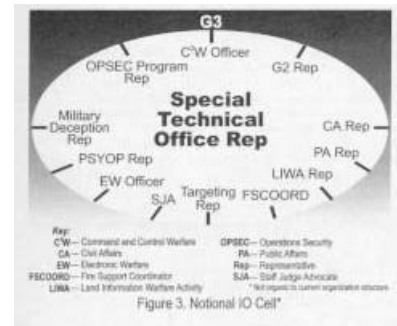 G3
C²W Officer
OPSEC Program
Rep
G2 Rep
Special
Technical
Office Rep
Military
Deception
Rep
CA Rep
PSYOP Rep
PA Rep
EW Officer
LIWA Rep
SJA
Targeting
Rep
FSCOORD
Key:
C²W— Command and Control Warfare
CA— Civil Affairs
EW— Electronic Warfare
FSCOORD— Fire Support Coordinator
LIWA— Land Information Warfare Activity
OPSEC— Operations Security
PA— Public Affairs
Rep— Representative
SJA— Staff Judge Advocate
* Not organic to current organization structure
Figure 3. Notional IO Cell*